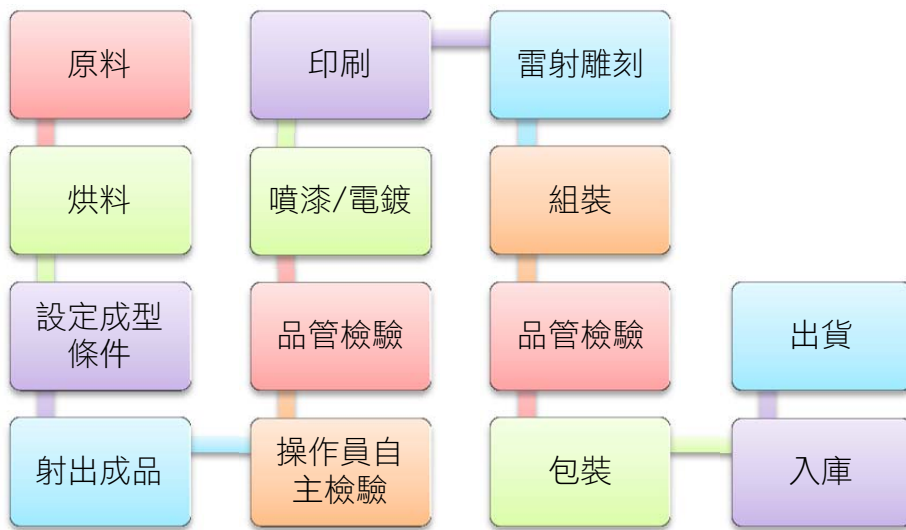 原料
烘料
設定成型
條件
射出成品
操作員自
主檢驗
品管檢驗
噴漆/電鍍
印刷
雷射雕刻
組裝
品管檢驗
包裝
入庫
出貨